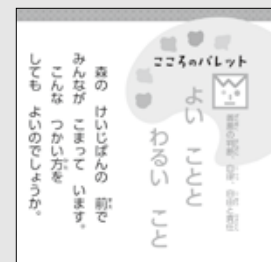 こころのパレット
よい ことと
わるい こと
森の けいじばんの 前で
みんなが こまって います。
こんな つかい方を
しても よいのでしょうか。